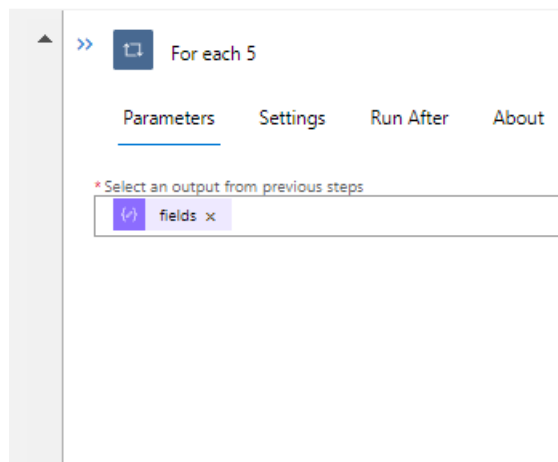 For each 5
Parameters Settings Run After About
* Select an output from previous steps
fields ×